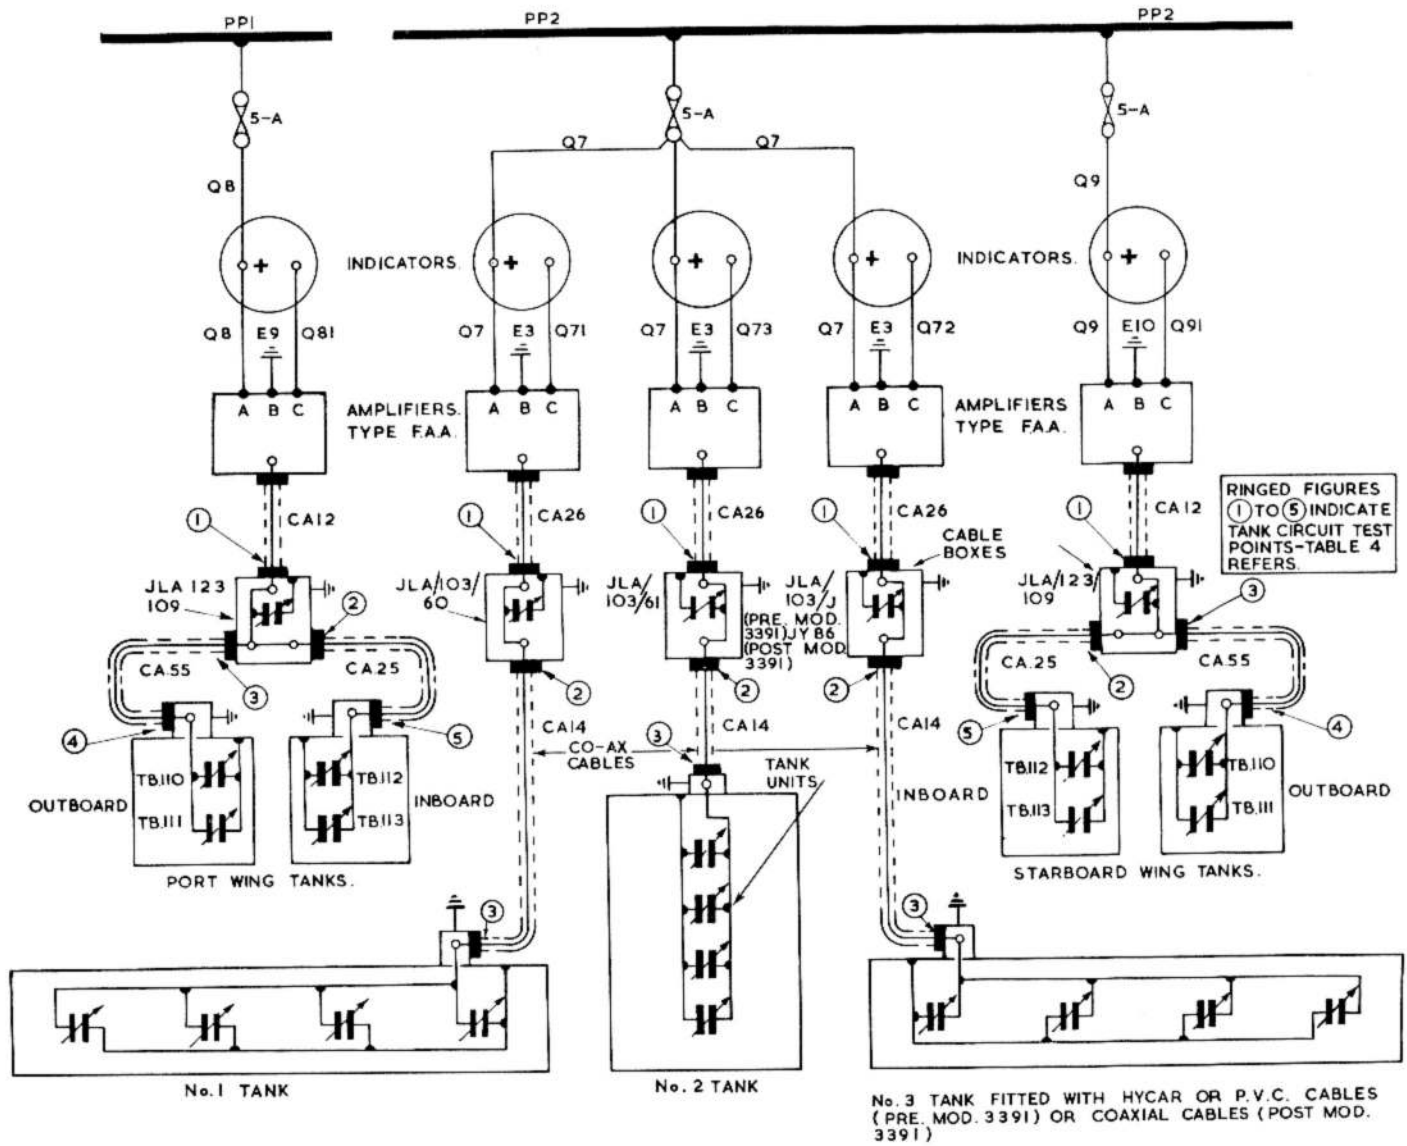 PP1
PP2
PP2
5-A
5-A
5-A
Q7
Q7
Q8
Q9
INDICATORS.
INDICATORS.
+
+
+
+
+
Q8
E9
Q81
Q7
E3
Q71
Q7
E3
Q73
Q7
E3
Q72
Q9
E10
Q91
A B C
AMPLIFIERS.
TYPE F.A.A.
A B C
A B C
A B C
AMPLIFIERS
TYPE F.A.A.
A B C
1
CA12
1
CA26
1
CA26
1
CA26
1
CA12
RINGED FIGURES
1 TO 5 INDICATE
TANK CIRCUIT TEST
POINTS-TABLE 4
REFERS.
CABLE
BOXES
JLA 123
109
2
JLA/103/
60
JLA/
103/61
JLA/
103/J
(PRE. MOD.
3391)JY86
(POST MOD
3391)
JLA/123/
109
3
CA.55
3
CA.25
2
2
2
CA.25
2
CA.55
4
5
CA14
CA14
CA14
5
4
CO-AX
CABLES
3
TANK
UNITS
OUTBOARD
TB.110
TB.111
TB.112
TB.113
INBOARD
INBOARD
TB.112
TB.113
TB.110
TB.111
OUTBOARD
PORT WING TANKS.
STARBOARD WING TANKS.
3
3
No.1 TANK
No.2 TANK
No.3 TANK FITTED WITH HYCAR OR P.V.C. CABLES
(PRE. MOD. 3391) OR COAXIAL CABLES (POST MOD.
3391)